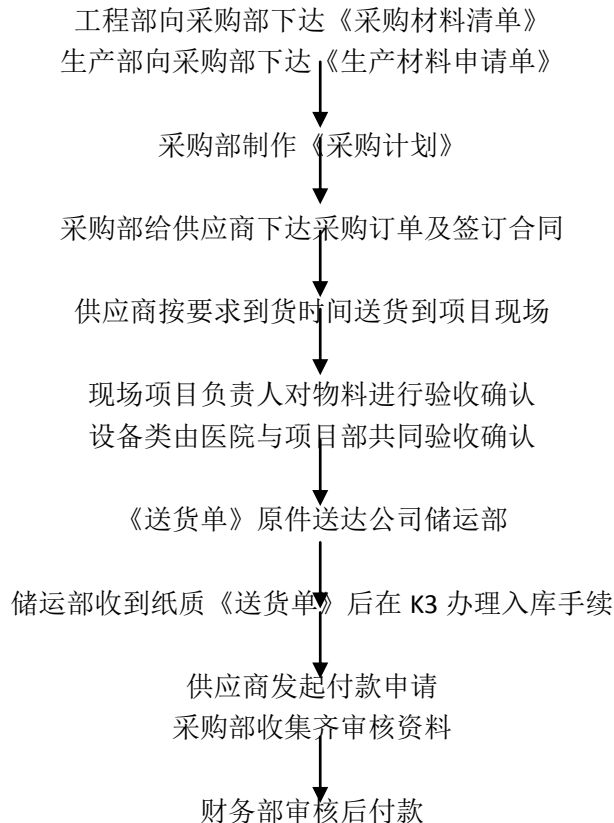 工程部向采购部下达《采购材料清单》
生产部向采购部下达《生产材料申请单》
采购部制作《采购计划》
采购部给供应商下达采购订单及签订合同
供应商按要求到货时间送货到项目现场
现场项目负责人对物料进行验收确认
设备类由医院与项目部共同验收确认
《送货单》原件送达公司储运部
储运部收到纸质《送货单》后在 K3 办理入库手续
供应商发起付款申请
采购部收集齐审核资料
财务部审核后付款